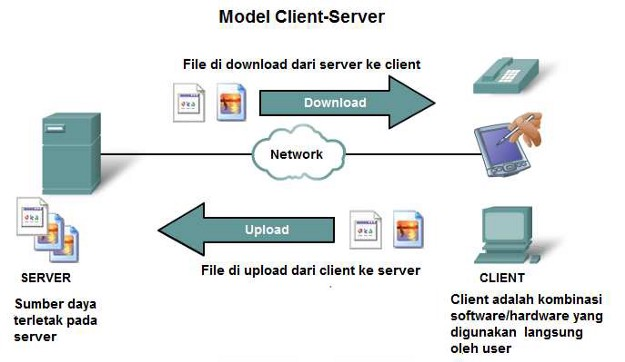 Model Client-Server
File di download dari server ke client
Download
Network
Upload
File di upload dari client ke server
SERVER
Sumber daya
terletak pada
server
CLIENT
Client adalah kombinasi
software/hardware yang
digunakan langsung
oleh user